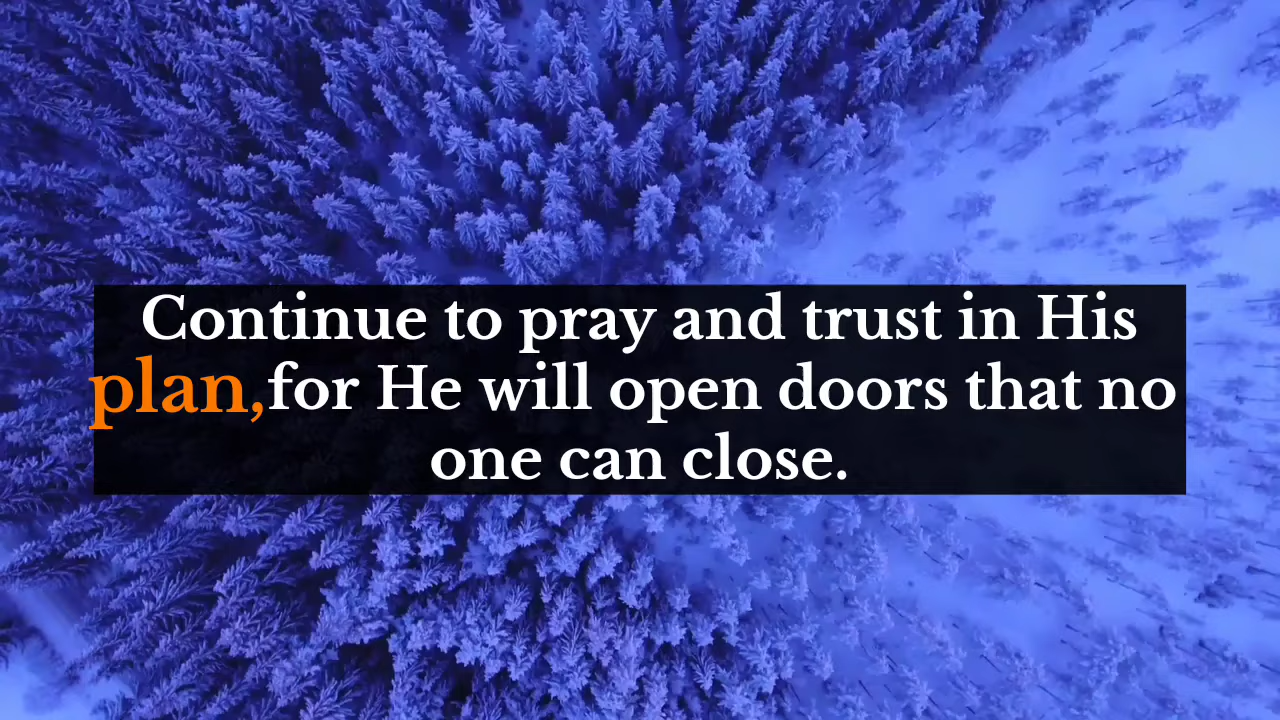 Continue to pray and trust in His
plan, for He will open doors that no
one can close.